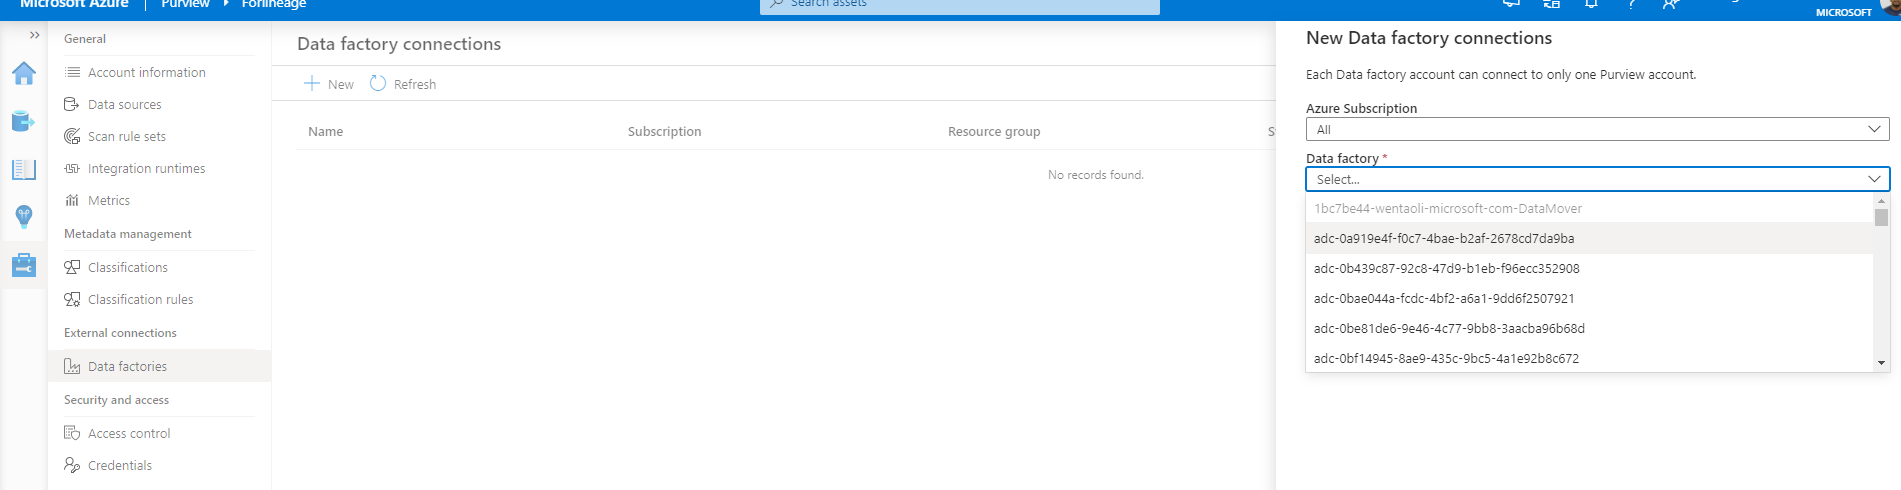 Microsoft Azure | Purview ▸ Forlineage
Search assets
MICROSOFT
General
Account information
Data sources
Scan rule sets
Integration runtimes
Metrics
Metadata management
Classifications
Classification rules
External connections
Data factories
Security and access
Access control
Credentials
Data factory connections
New Refresh
Name Subscription Resource group
No records found.
New Data factory connections
Each Data factory account can connect to only one Purview account.
Azure Subscription
All
Data factory *
Select...
1bc7be44-wentaoli-microsoft-com-DataMover
adc-0a919e4f-f0c7-4bae-b2af-2678cd7da9ba
adc-0b439c87-92c8-47d9-b1eb-f96ecc352908
adc-0bae044a-fcdc-4bf2-a6a1-9dd6f2507921
adc-0be81de6-9e46-4c77-9bb8-3aacba96b68d
adc-0bf14945-8ae9-435c-9bc5-4a1e92b8c672